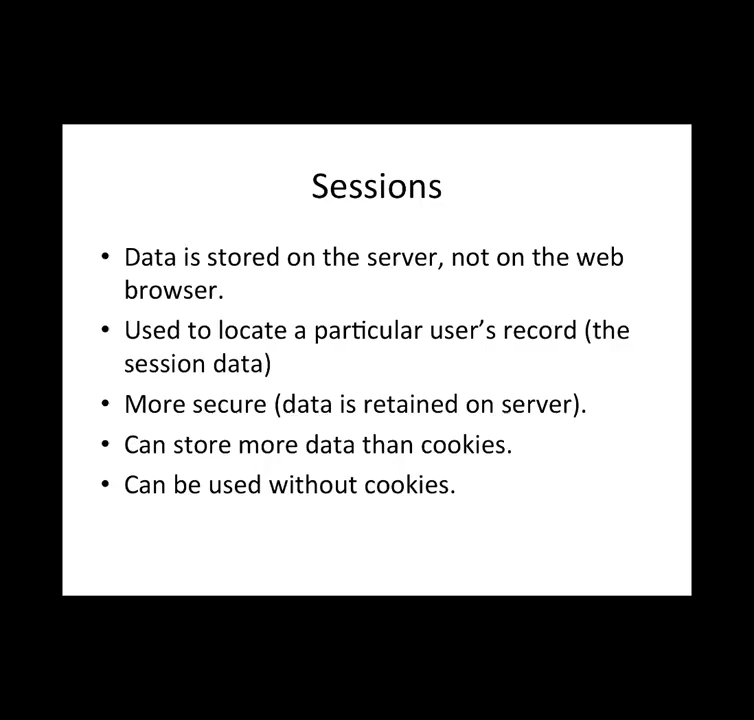 Sessions
• Data is stored on the server, not on the web
browser.
• Used to locate a particular user’s record (the
session data)
• More secure (data is retained on server).
• Can store more data than cookies.
• Can be used without cookies.